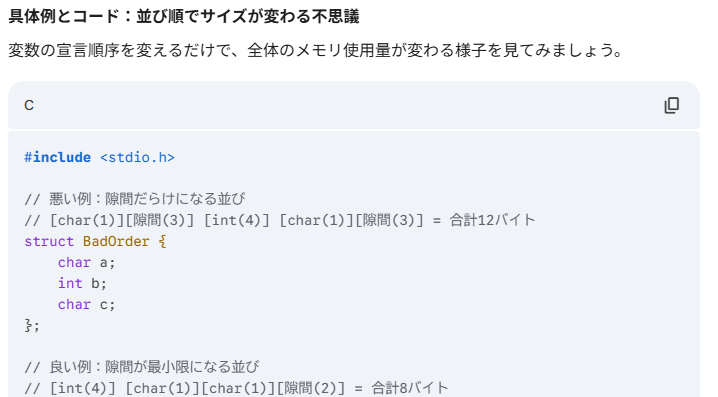 具体例とコード：並び順でサイズが変わる不思議
変数の宣言順序を変えるだけで、全体のメモリ使用量が変わる様子を見てみましょう。
C
#include <stdio.h>
// 悪い例：隙間だらけになる並び
// [char(1)][隙間(3)] [int(4)] [char(1)][隙間(3)] = 合計12バイト
struct BadOrder {
    char a;
    int b;
    char c;
};
// 良い例：隙間が最小限になる並び
// [int(4)] [char(1)][char(1)][隙間(2)] = 合計8バイト